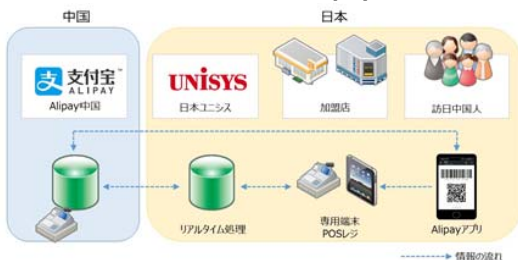 中国
日本
支付宝™
ALIPAY
Alipay中国
UNISYS
日本ユニシス
加盟店
訪日中国人
リアルタイム処理
専用端末
POSレジ
Alipayアプリ
情報の流れ